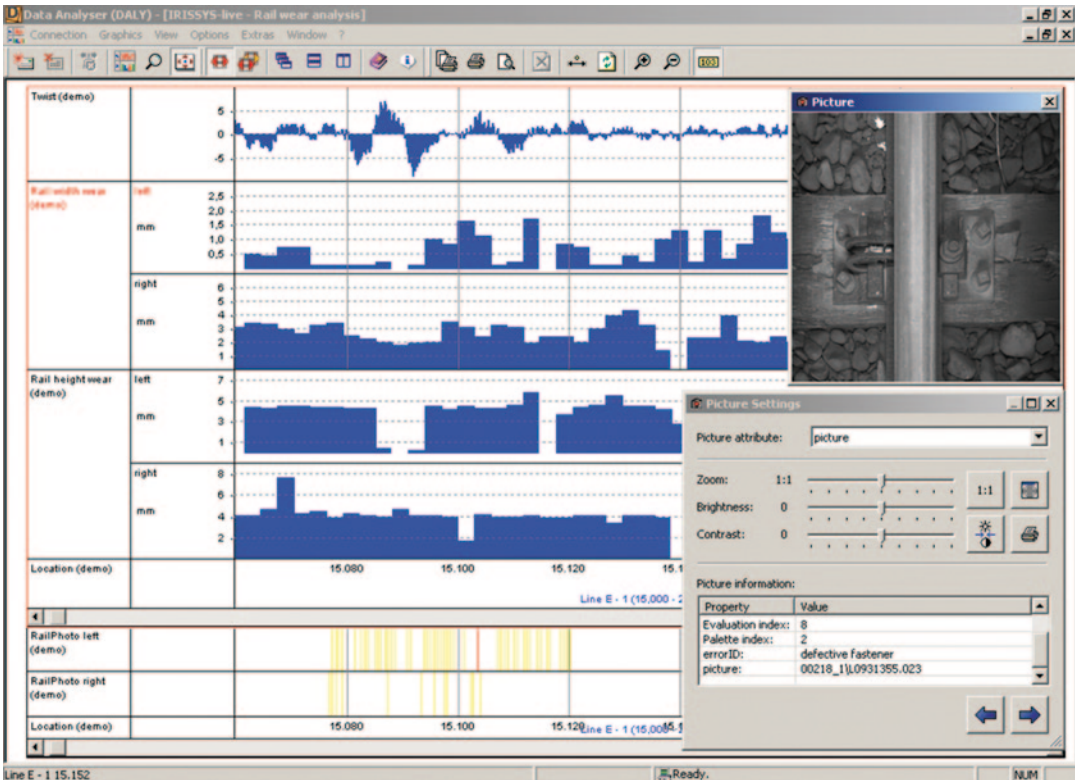 Data Analyser (DALY) - [IRISSYS-live - Rail wear analysis]
Connection Graphics View Options Extras Window ?
Twist (demo)
5
0
-5
Rail width wear
(demo)
left
mm
2,5
2,0
1,5
1,0
0,5
right
mm
6
5
4
3
2
1
Rail height wear
(demo)
left
mm
7
5
3
1
right
mm
8
6
4
2
Location (demo)
15.080 15.100 15.120 15.1
Line E - 1 (15,000 - 2
RailPhoto left
(demo)
RailPhoto right
(demo)
Location (demo)
15.080 15.100 15.120
Line E - 1 (15,000
Picture
Picture Settings
Picture attribute: picture
Zoom: 1:1
1:1
Brightness: 0
Contrast: 0
Picture information:
Property Value
Evaluation index: 8
Palette index: 2
errorID: defective fastener
picture: 00218_1\L0931355.023
Line E - 1 15.152
Ready.
NUM